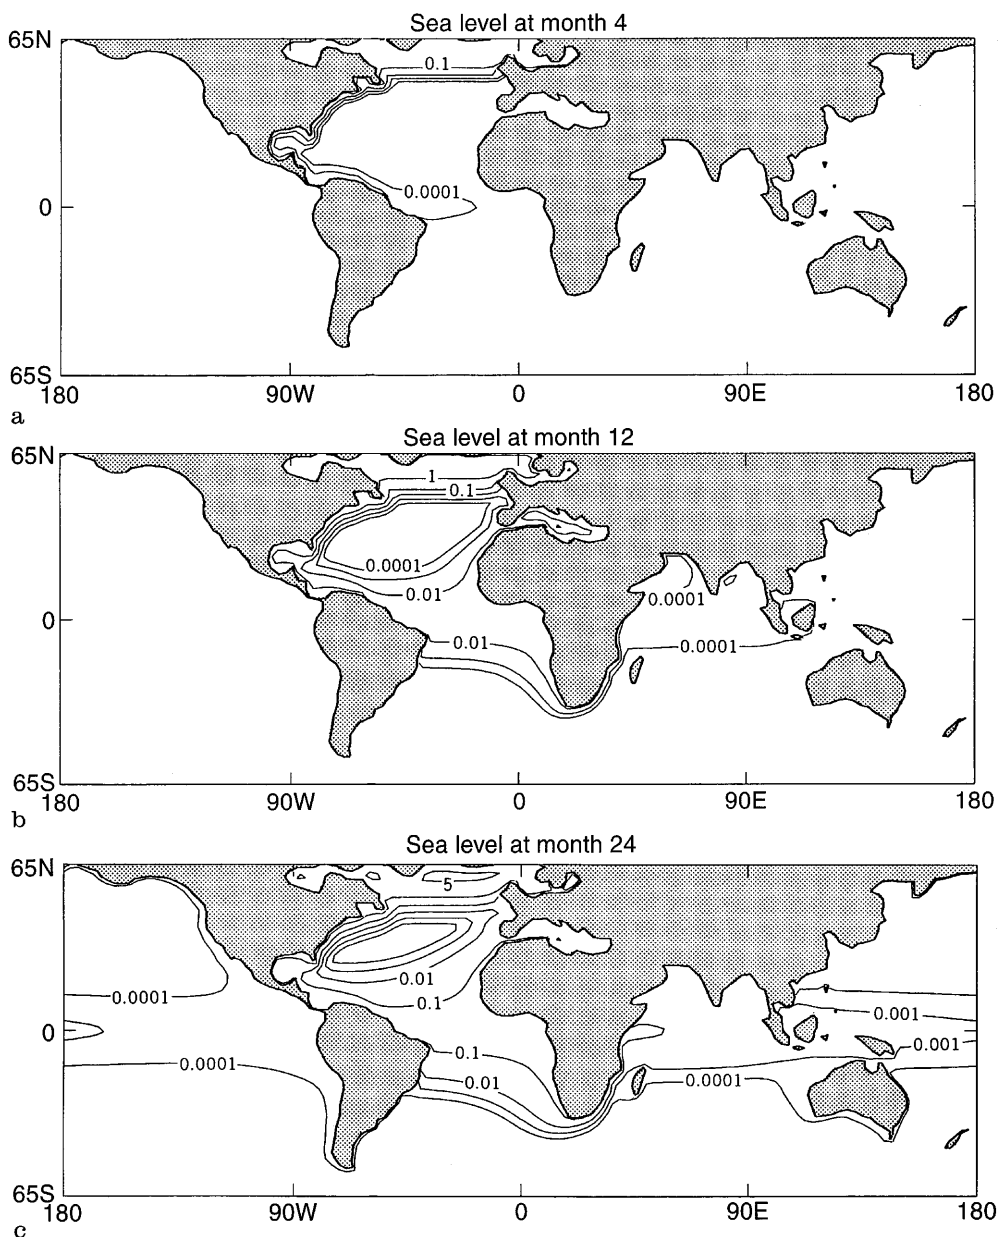 Sea level at month 4
65N
0.1
0.0001
0
65S
180 90W 0 90E 180
a
Sea level at month 12
65N
1
0.1
0.0001
0.01
0.0001
0
0.01
0.0001
65S
180 90W 0 90E 180
b
Sea level at month 24
65N
5
0.01
0.0001
0.1
0.001
0
0.001
0.1
0.0001
0.01
0.0001
65S
180 90W 0 90E 180
c